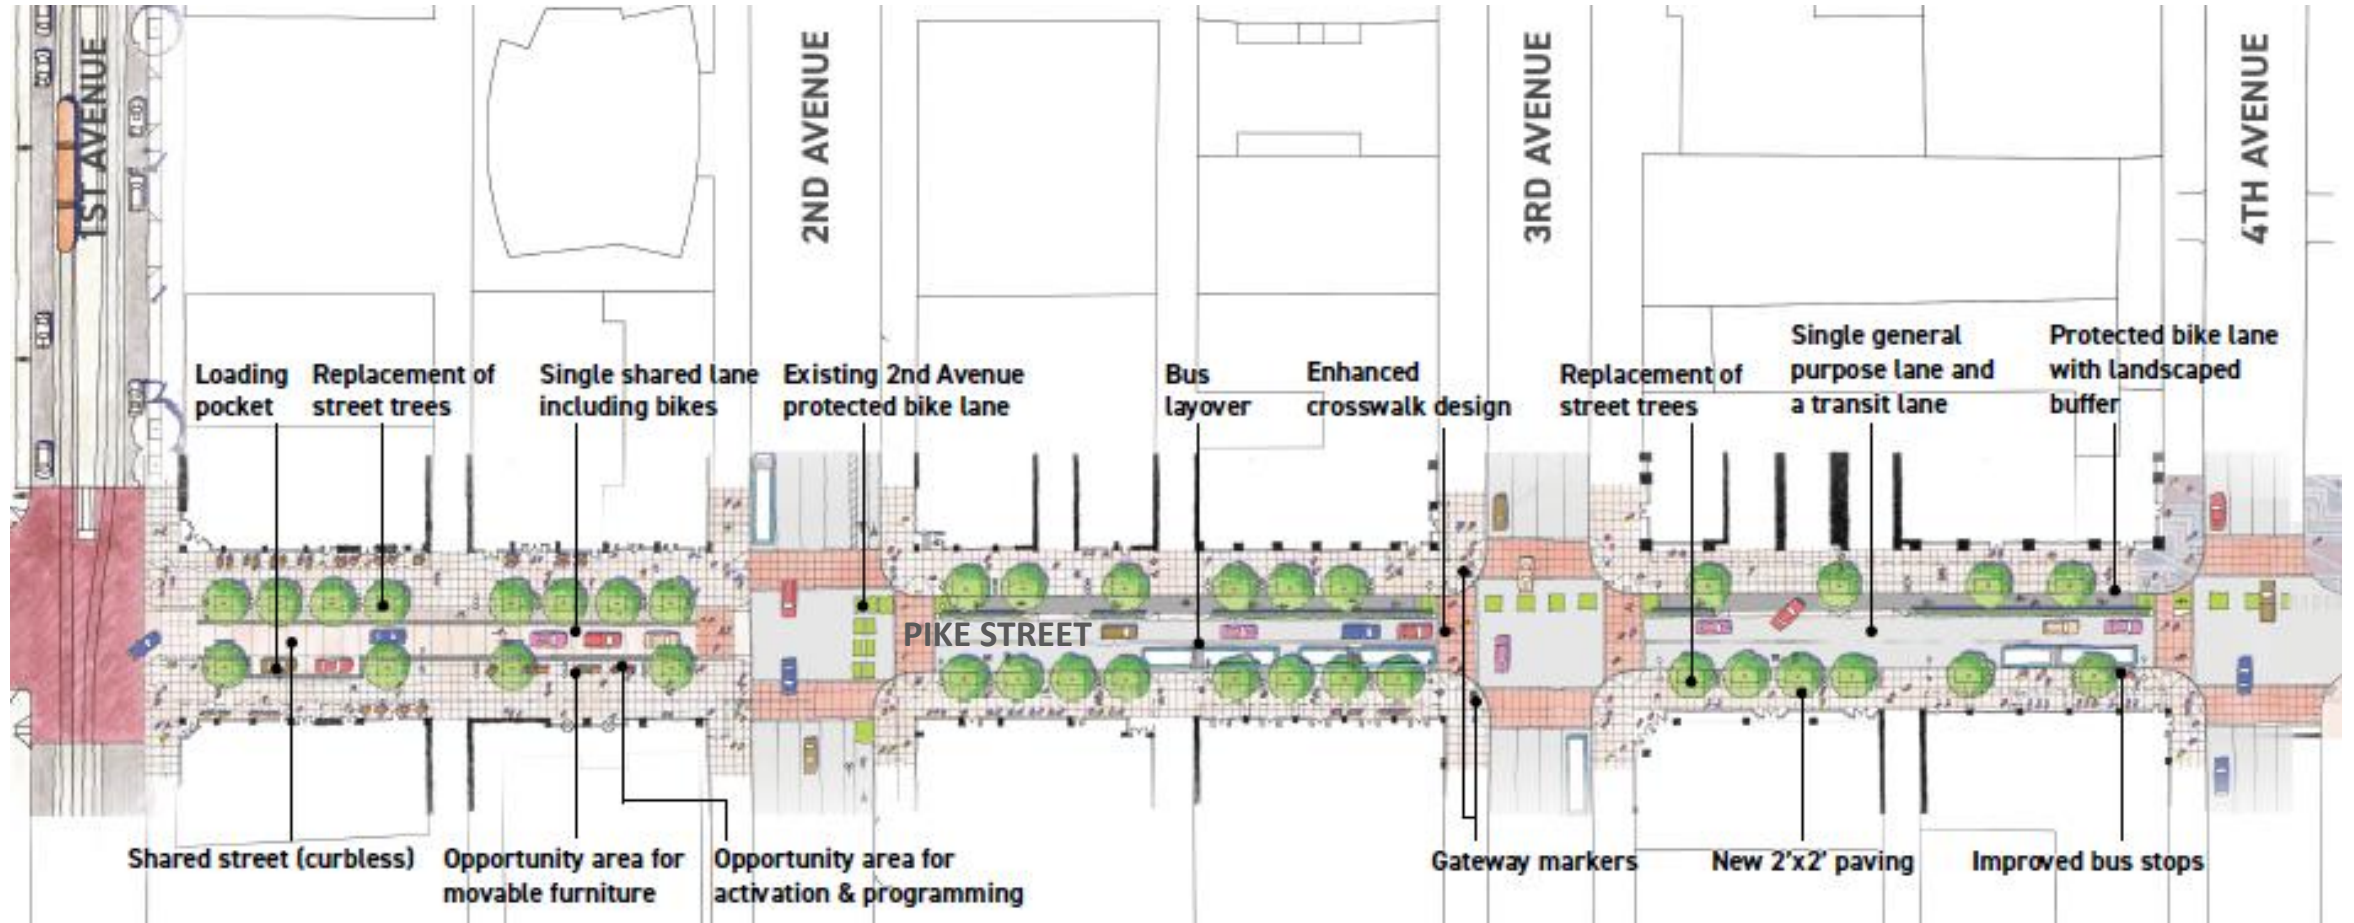 1ST AVENUE
2ND AVENUE
3RD AVENUE
4TH AVENUE
Loading
pocket
Replacement of
street trees
Single shared lane
including bikes
Existing 2nd Avenue
protected bike lane
Bus
layover
Enhanced
crosswalk design
Replacement of
street trees
Single general
purpose lane and
a transit lane
Protected bike lane
with landscaped
buffer
PIKE STREET
Shared street (curbless)
Opportunity area for
movable furniture
Opportunity area for
activation & programming
Gateway markers
New 2'x2' paving
Improved bus stops